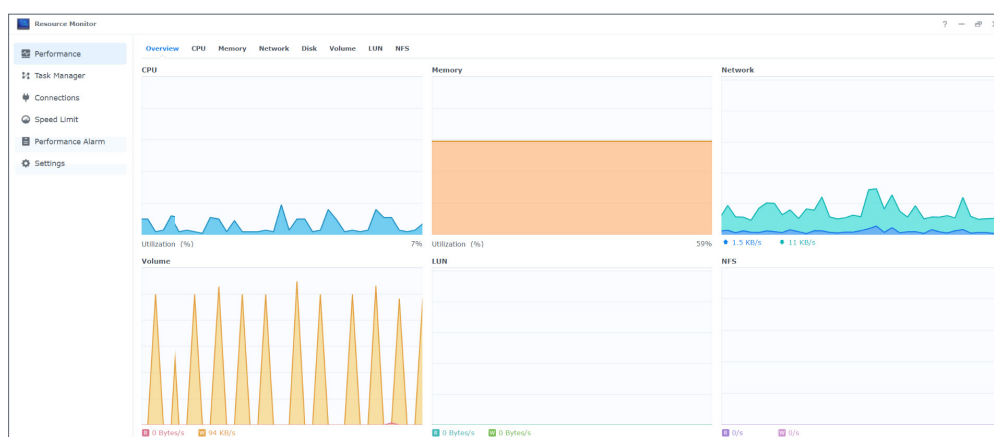 Resource Monitor
?
Performance
Task Manager
Connections
Speed Limit
Performance Alarm
Settings
Overview CPU Memory Network Disk Volume LUN NFS
CPU
Utilization (%) 7%
Memory
Utilization (%) 59%
Network
1.5 KB/s 11 KB/s
Volume
R 0 Bytes/s W 94 KB/s
LUN
R 0 Bytes/s W 0 Bytes/s
NFS
R 0/s W 0/s